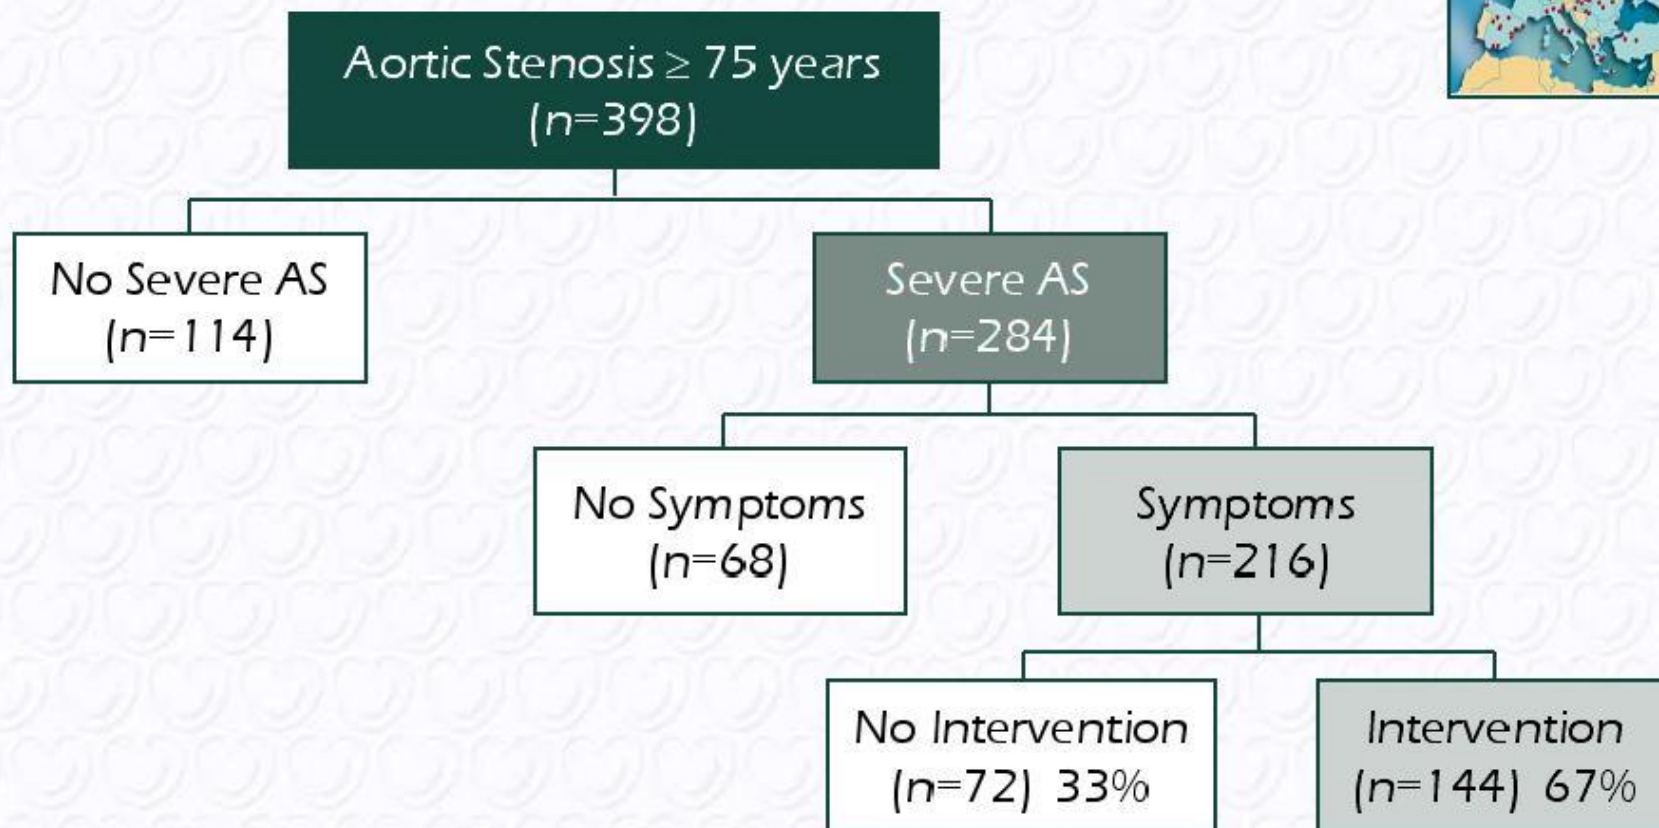 Aortic Stenosis ≥ 75 years
(n=398)
No Severe AS
(n=114)
Severe AS
(n=284)
No Symptoms
(n=68)
Symptoms
(n=216)
No Intervention
(n=72) 33%
Intervention
(n=144) 67%